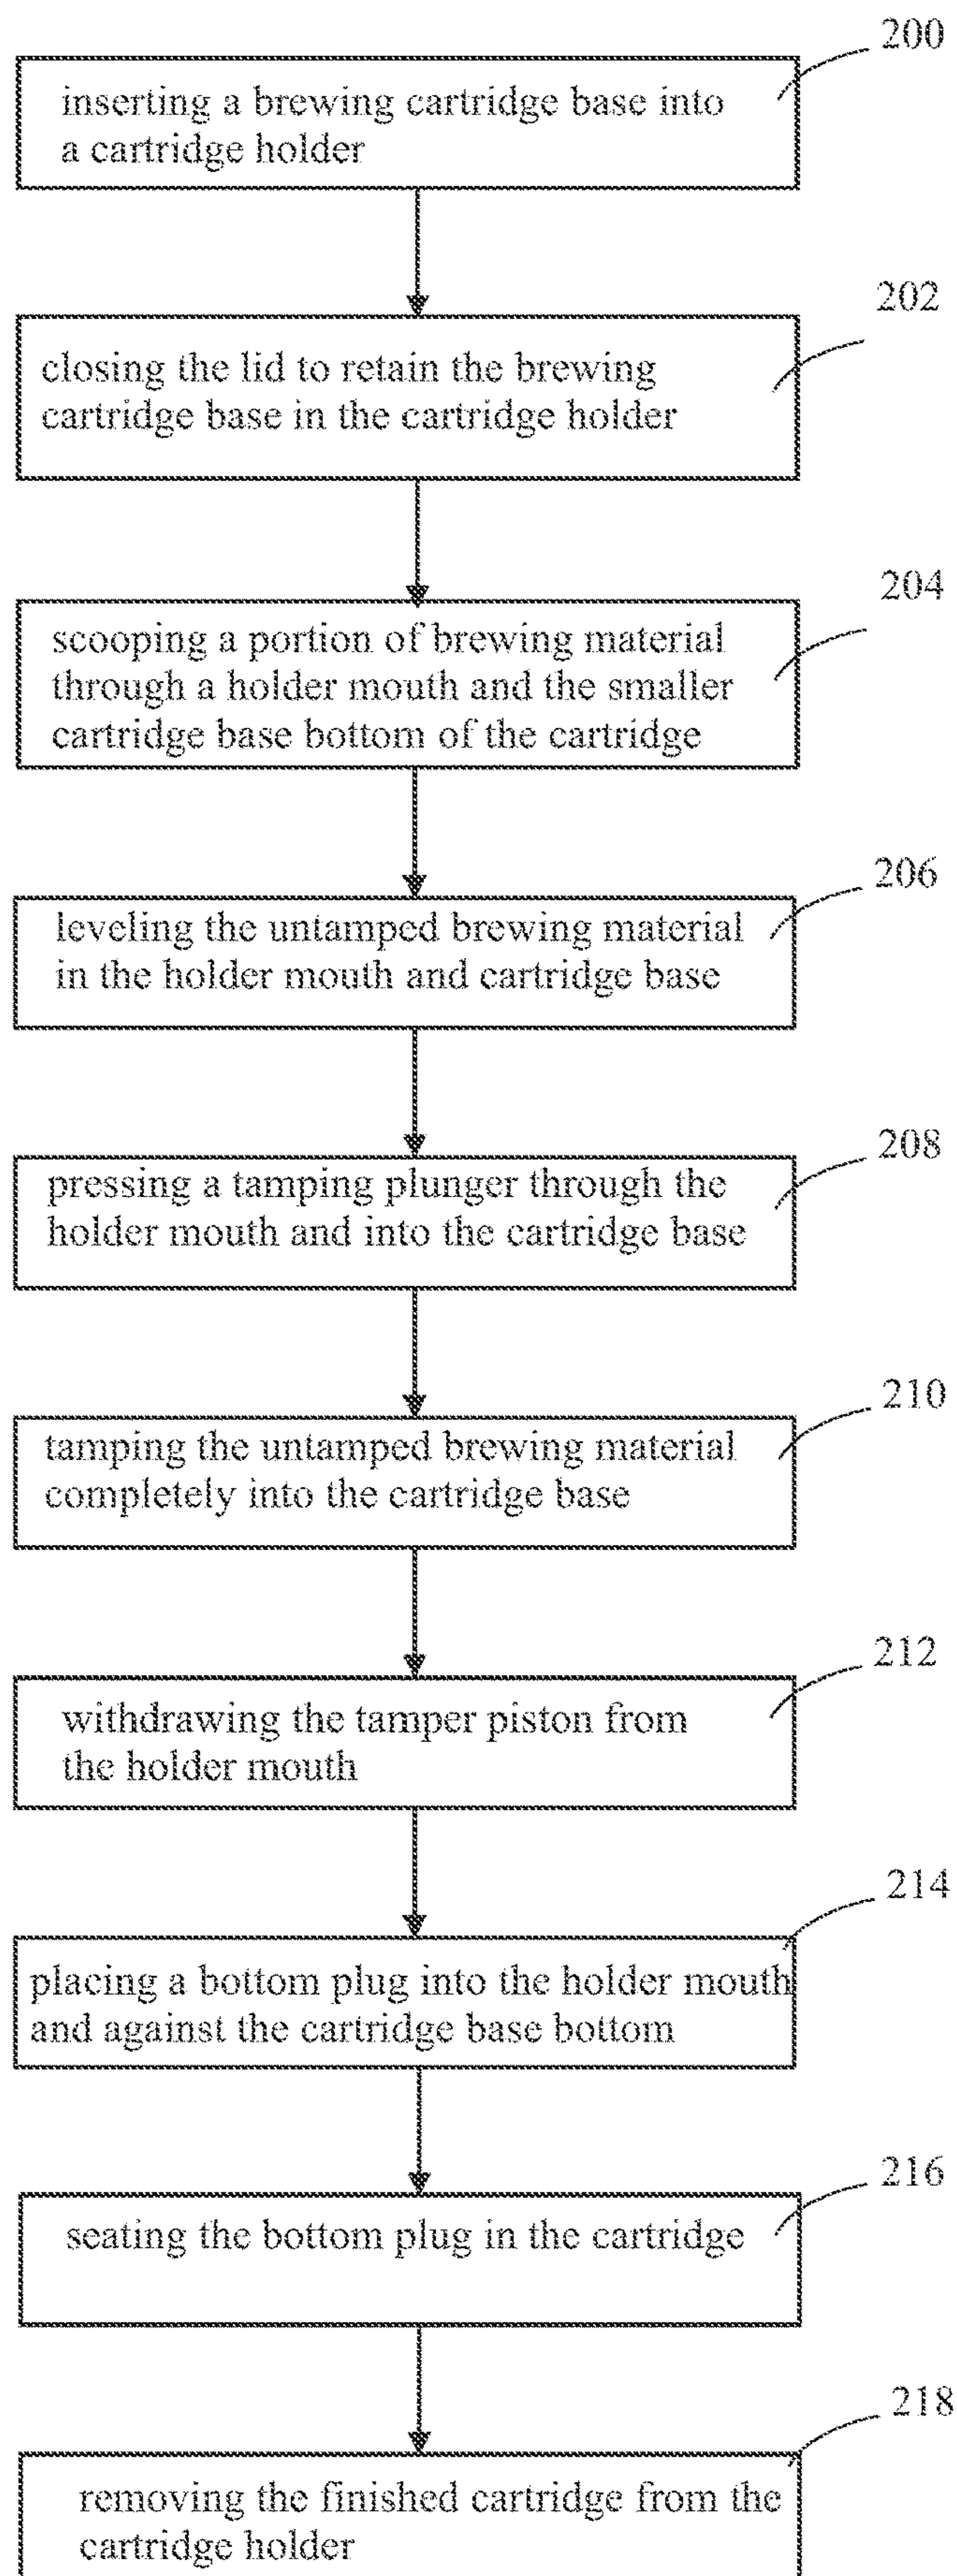 200
inserting a brewing cartridge base into
a cartridge holder
202
closing the lid to retain the brewing
cartridge base in the cartridge holder
204
scooping a portion of brewing material
through a holder mouth and the smaller
cartridge base bottom of the cartridge
206
leveling the untamped brewing material
in the holder mouth and cartridge base
208
pressing a tamping plunger through the
holder mouth and into the cartridge base
210
tamping the untamped brewing material
completely into the cartridge base
212
withdrawing the tamper piston from
the holder mouth
214
placing a bottom plug into the holder mouth
and against the cartridge base bottom
216
seating the bottom plug in the cartridge
218
removing the finished cartridge from the
cartridge holder